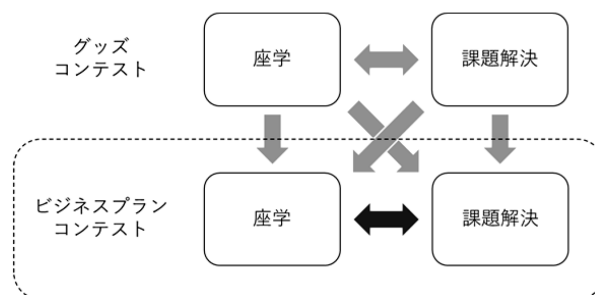 グッズ
コンテスト
座学
課題解決
ビジネスプラン
コンテスト
座学
課題解決